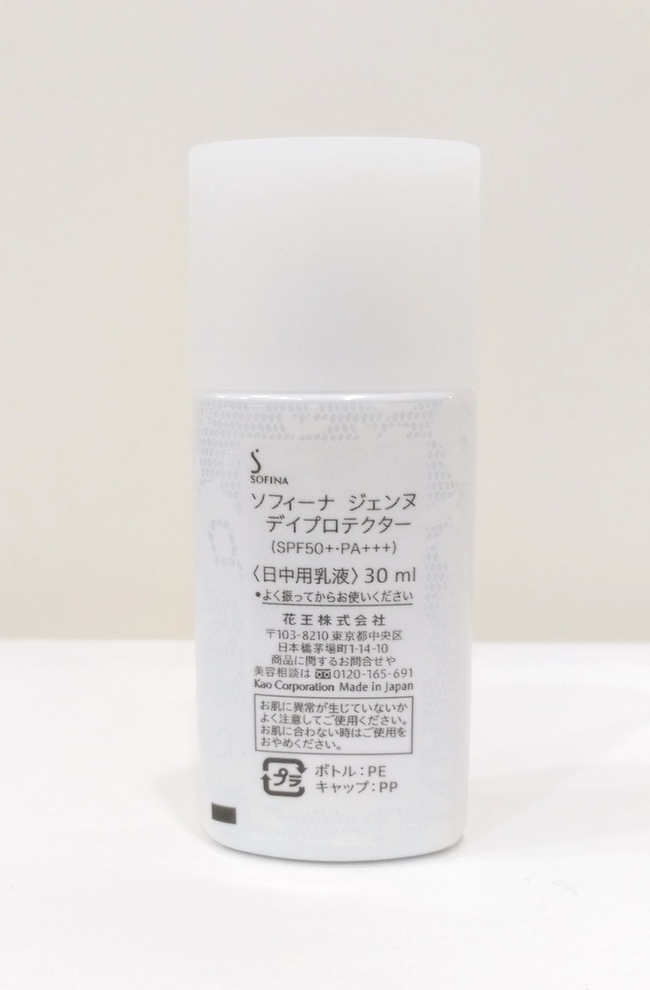 SOFINA
ソフィーナ ジェンヌ
デイプロテクター
(SPF50+・PA+++)
〈日中用乳液〉30 ml
•よく振ってからお使いください
花王株式会社
〒103-8210 東京都中央区
日本橋茅場町1-14-10
商品に関するお問合せや
美容相談は 0120-165-691
Kao Corporation Made in Japan
お肌に異常が生じていないか
よく注意してご使用ください。
お肌に合わない時はご使用を
おやめください。
プラ
ボトル:PE
キャップ:PP